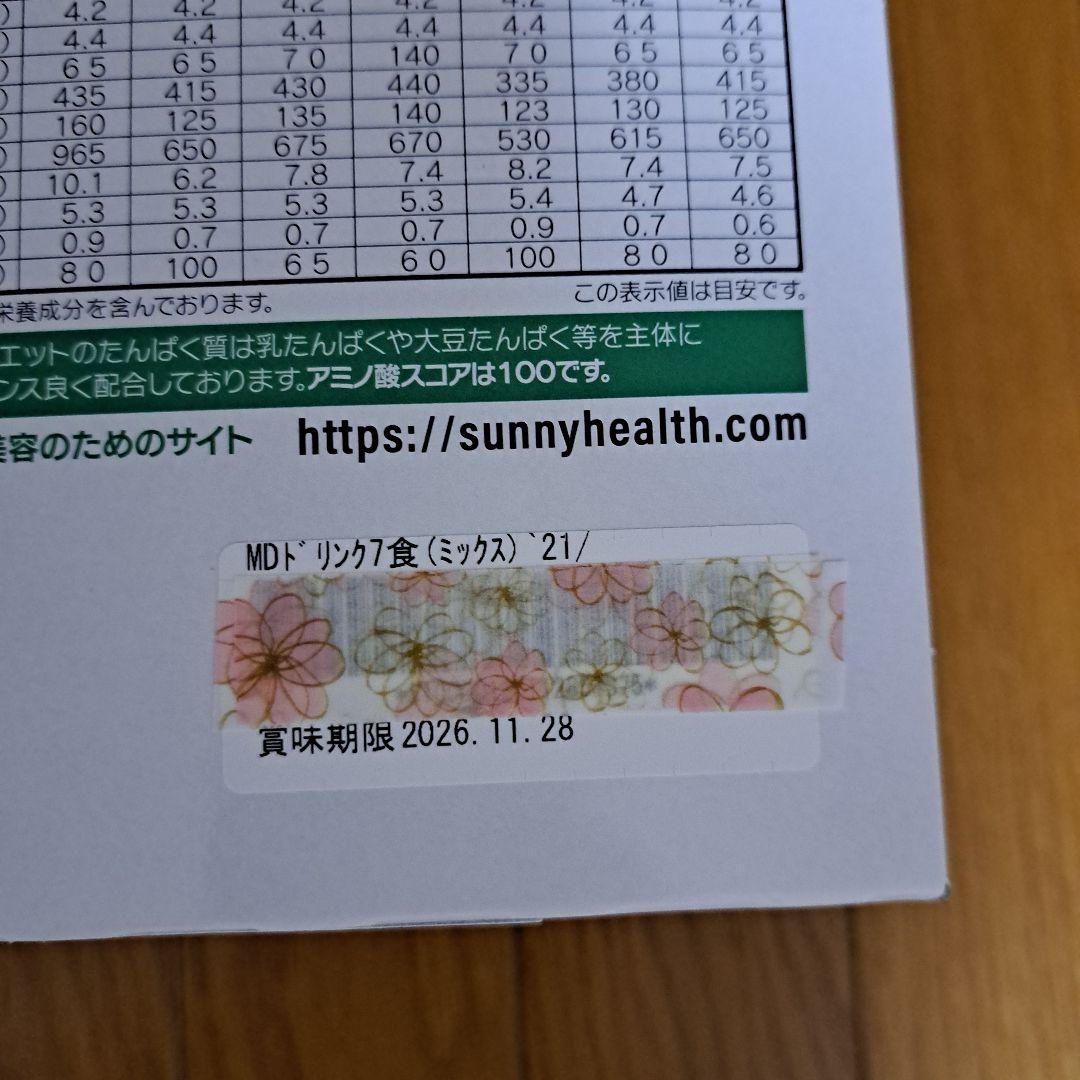 4.2 4.2 4.2 4.2 4.2 4.2 4.2
4.4 4.4 4.4 4.4 4.4 4.4 4.4
65 65 70 140 70 65 65
435 415 430 440 335 380 415
160 125 135 140 123 130 125
965 650 675 670 530 615 650
10.1 6.2 7.8 7.4 8.2 7.4 7.5
5.3 5.3 5.3 5.3 5.4 4.7 4.6
0.9 0.7 0.7 0.7 0.9 0.7 0.6
80 100 65 60 100 80 80
栄養成分を含んでおります。 この表示値は目安です。
エットのたんぱく質は乳たんぱくや大豆たんぱく等を主体に
ンス良く配合しております。アミノ酸スコアは100です。
美容のためのサイト https://sunnyhealth.com
MDドリンク7食(ミックス)`21/
賞味期限2026.11.28